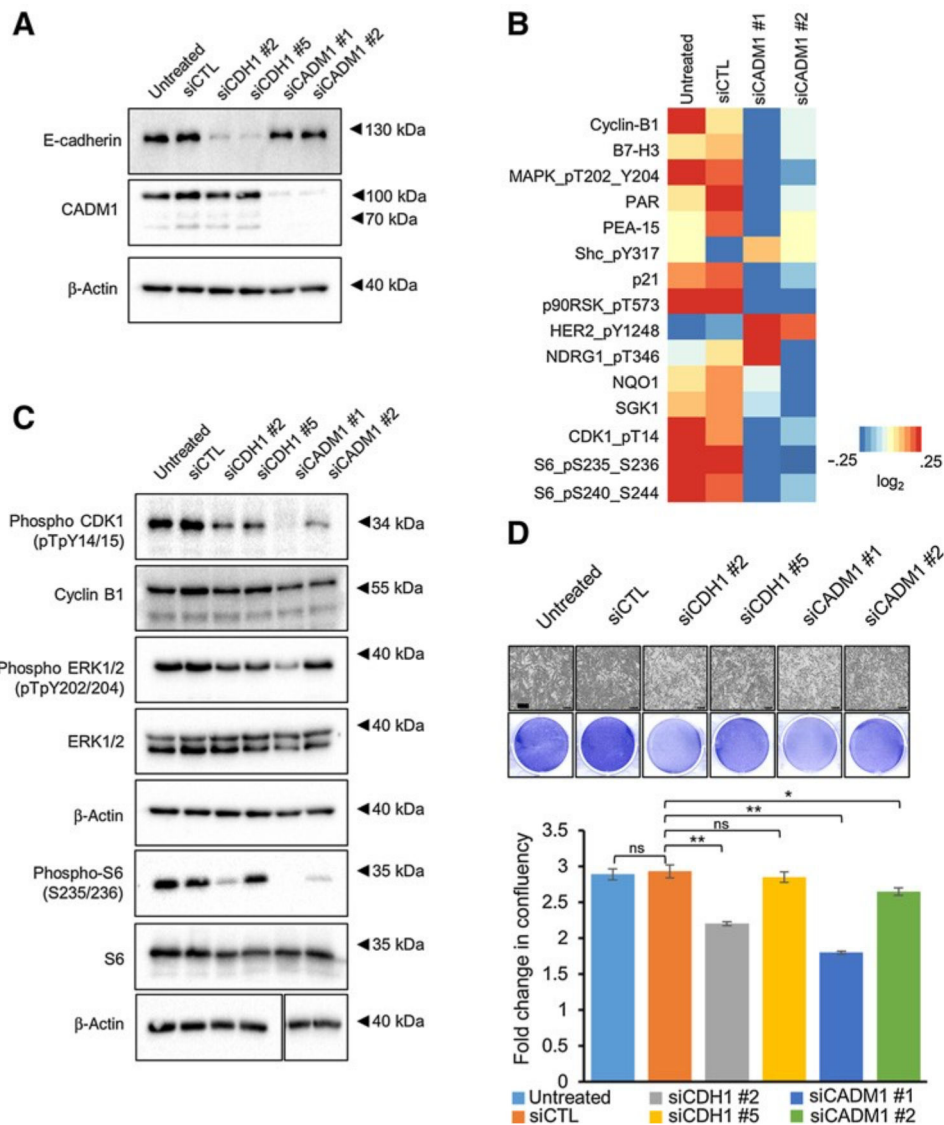 A
Untreated
siCTL
siCDH1 #2
siCDH1 #5
siCADM1 #1
siCADM1 #2
E-cadherin
130 kDa
CADM1
100 kDa
70 kDa
β-Actin
40 kDa
B
Untreated
siCTL
siCADM1 #1
siCADM1 #2
Cyclin-B1
B7-H3
MAPK_pT202_Y204
PAR
PEA-15
Shc_pY317
p21
p90RSK_pT573
HER2_pY1248
NDRG1_pT346
NQO1
SGK1
CDK1_pT14
S6_pS235_S236
S6_pS240_S244
-.25
.25
log2
C
Untreated
siCTL
siCDH1 #2
siCDH1 #5
siCADM1 #1
siCADM1 #2
Phospho CDK1
(pTpY14/15)
34 kDa
Cyclin B1
55 kDa
Phospho ERK1/2
(pTpY202/204)
40 kDa
ERK1/2
40 kDa
β-Actin
40 kDa
Phospho-S6
(S235/236)
35 kDa
S6
35 kDa
β-Actin
40 kDa
D
Untreated
siCTL
siCDH1 #2
siCDH1 #5
siCADM1 #1
siCADM1 #2
Fold change in confluency
3.5
3
2.5
2
1.5
1
0.5
0
ns
**
ns
**
*
Untreated
siCDH1 #2
siCADM1 #1
siCTL
siCDH1 #5
siCADM1 #2